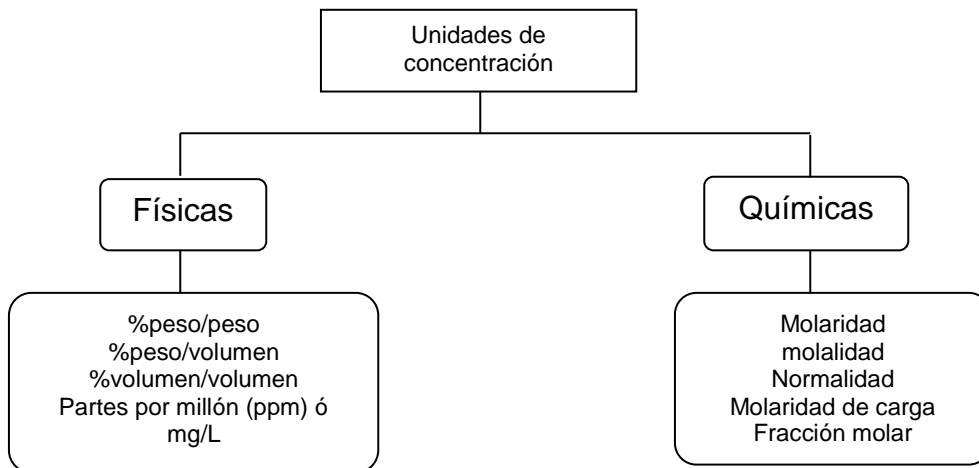 Unidades de
concentración
Físicas
Químicas
%peso/peso
%peso/volumen
%volumen/volumen
Partes por millón (ppm) ó
mg/L
Molaridad
molalidad
Normalidad
Molaridad de carga
Fracción molar